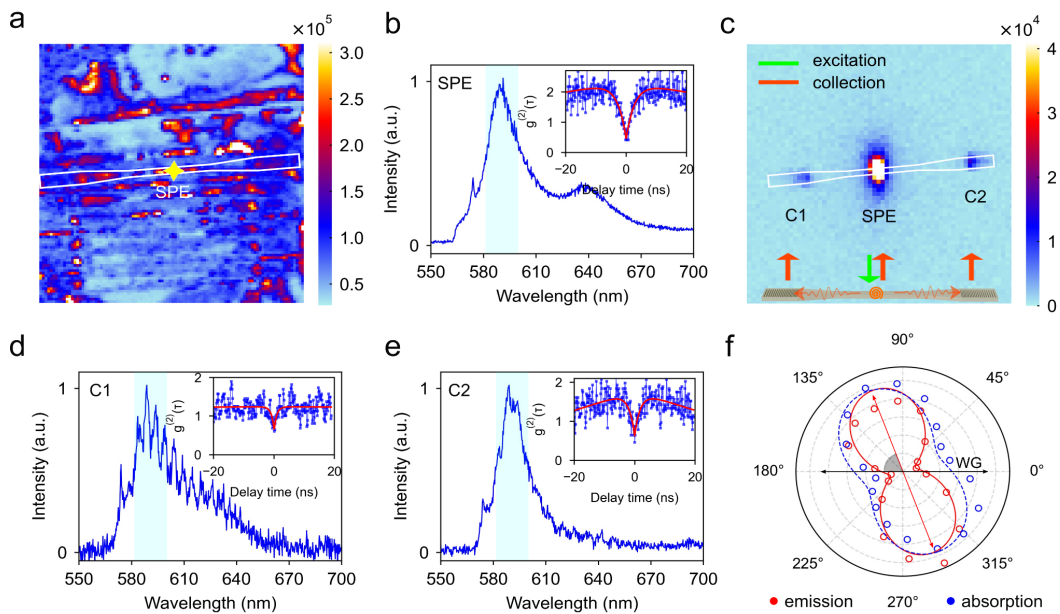 a
×10⁵
3.0
2.5
2.0
1.5
1.0
0.5
SPE
b
SPE
Intensity (a.u.)
1
0
550
590
630
660
700
Wavelength (nm)
g⁽²⁾(τ)
2
1
0
-20
0
20
Delay time (ns)
c
×10⁴
4
3
2
1
0
excitation
collection
C1
SPE
C2
d
C1
Intensity (a.u.)
1
0
550
580
610
640
670
700
Wavelength (nm)
g⁽²⁾(τ)
2
1
0
-20
0
20
Delay time (ns)
e
C2
Intensity (a.u.)
1
0
550
580
610
640
670
700
Wavelength (nm)
g⁽²⁾(τ)
2
1
0
-20
0
20
Delay time (ns)
f
90°
135°
45°
180°
WG
0°
225°
315°
270°
emission
absorption